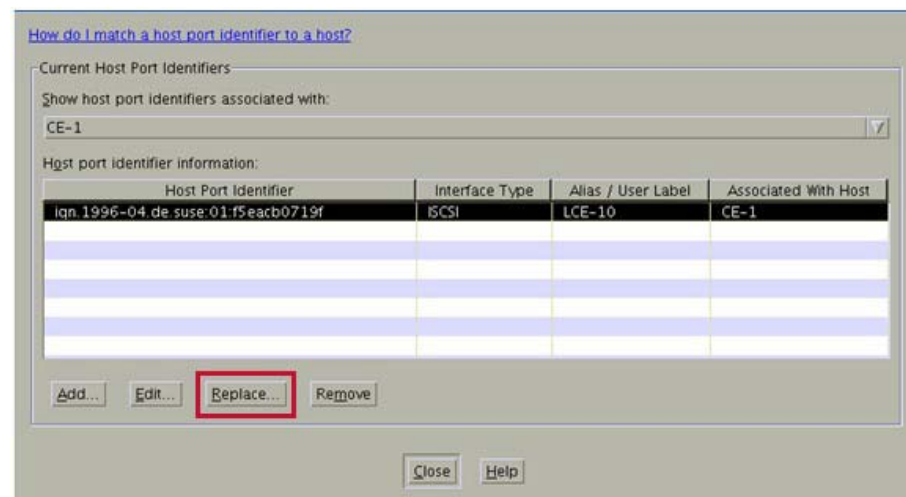 How do I match a host port identifier to a host?
Current Host Port Identifiers
Show host port identifiers associated with:
CE-1
Host port identifier information:
Host Port Identifier Interface Type Alias / User Label Associated With Host
iqn.1996-04.de.suse:01:f5eacb0719f ISCSI LCE-10 CE-1
Add... Edit... Replace... Remove
Close Help